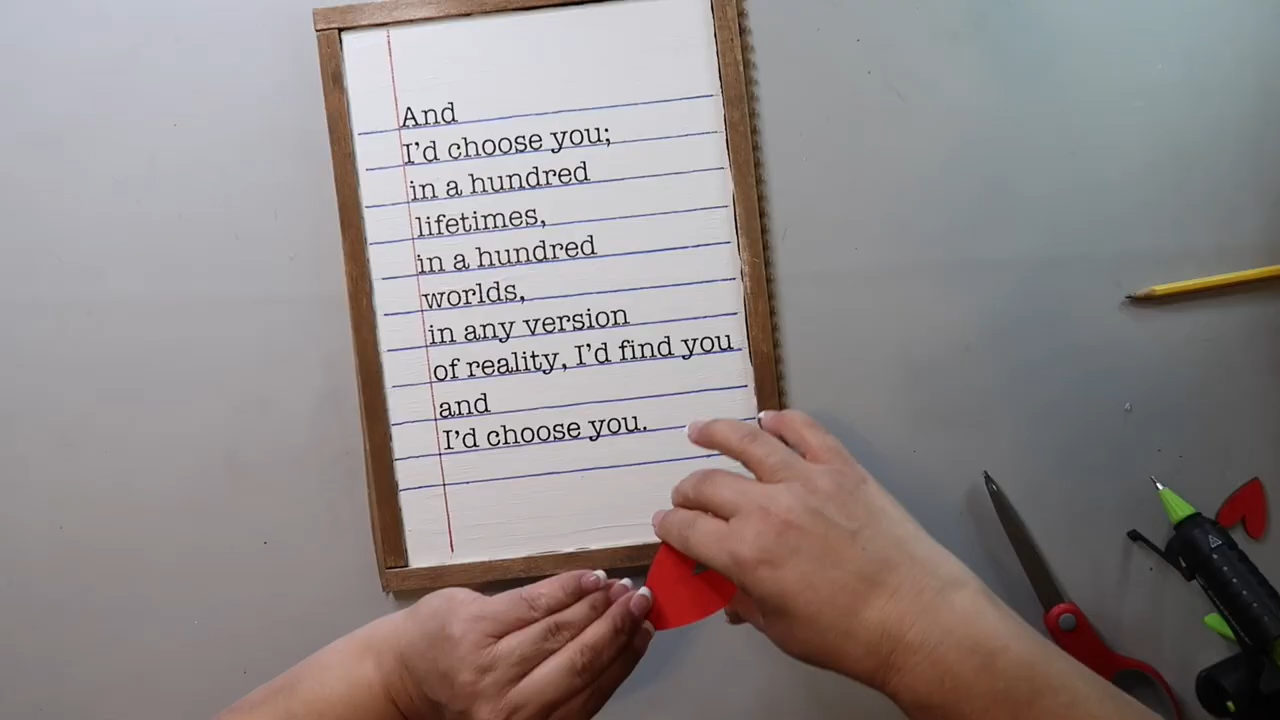 And
I'd choose you;
in a hundred
lifetimes,
in a hundred
worlds,
in any version
of reality, I'd find you
and
I'd choose you.